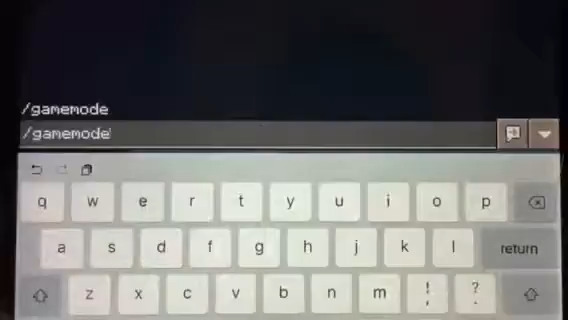 /gamemode
/gamemode
q w e r t y u i o p
a s d f g h j k l return
z x c v b n m ! , ? .